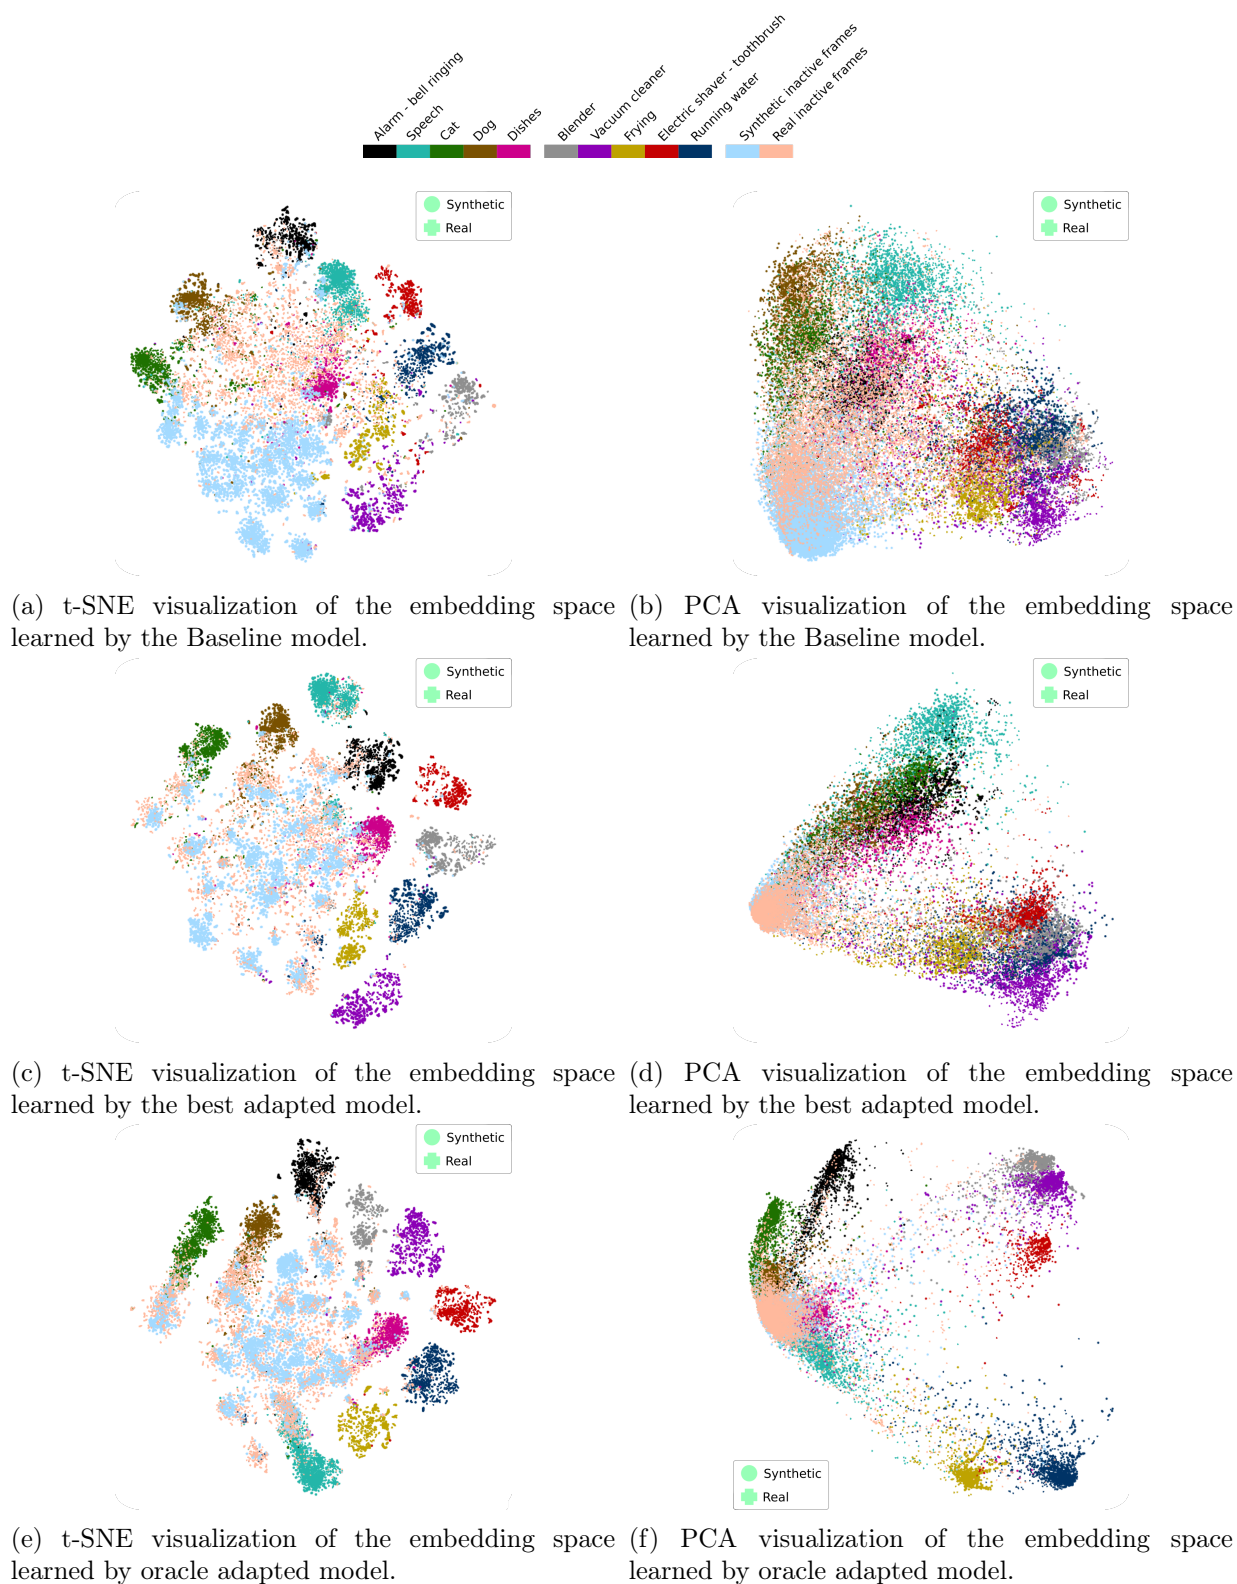 Alarm - bell ringing
Speech
Cat
Dog
Dishes
Blender
Vacuum cleaner
Frying
Electric shaver - toothbrush
Running water
Synthetic inactive frames
Real inactive frames
Synthetic
Real
Synthetic
Real
(a) t-SNE visualization of the embedding space
learned by the Baseline model.
(b) PCA visualization of the embedding space
learned by the Baseline model.
Synthetic
Real
Synthetic
Real
(c) t-SNE visualization of the embedding space
learned by the best adapted model.
(d) PCA visualization of the embedding space
learned by the best adapted model.
Synthetic
Real
Synthetic
Real
(e) t-SNE visualization of the embedding space
learned by oracle adapted model.
(f) PCA visualization of the embedding space
learned by oracle adapted model.